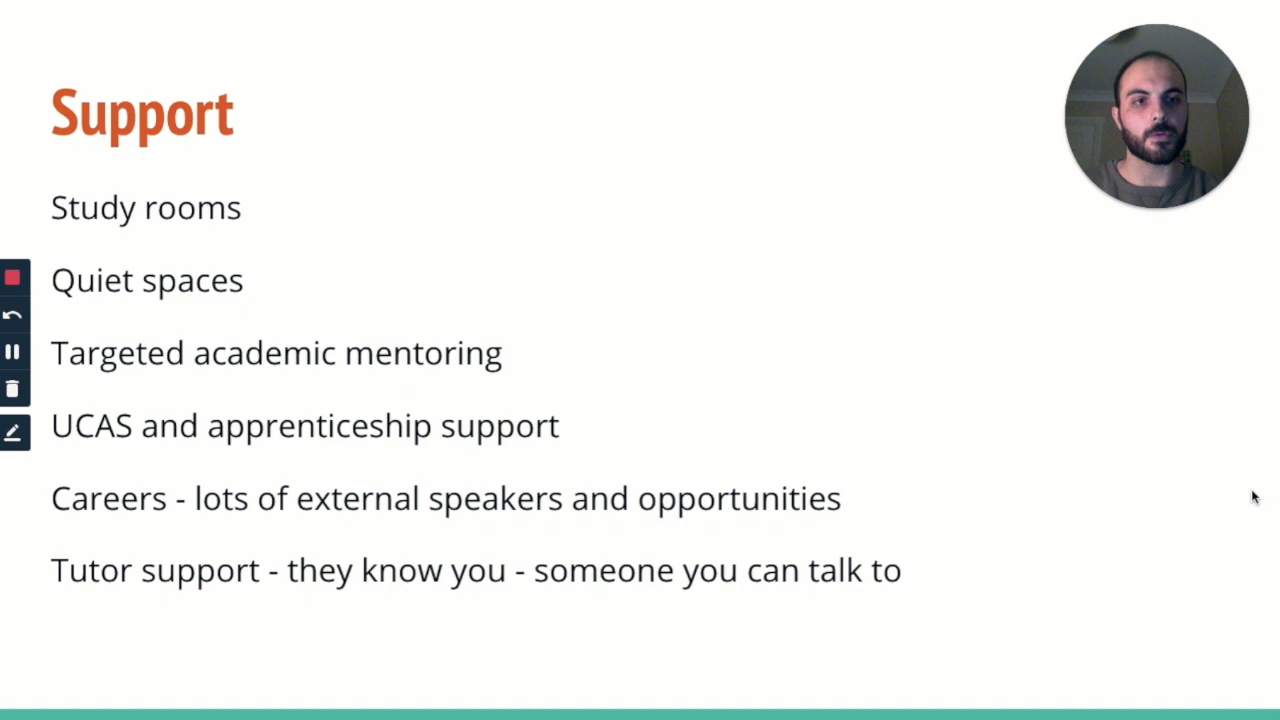 Support
Study rooms
Quiet spaces
Targeted academic mentoring
UCAS and apprenticeship support
Careers - lots of external speakers and opportunities
Tutor support - they know you - someone you can talk to